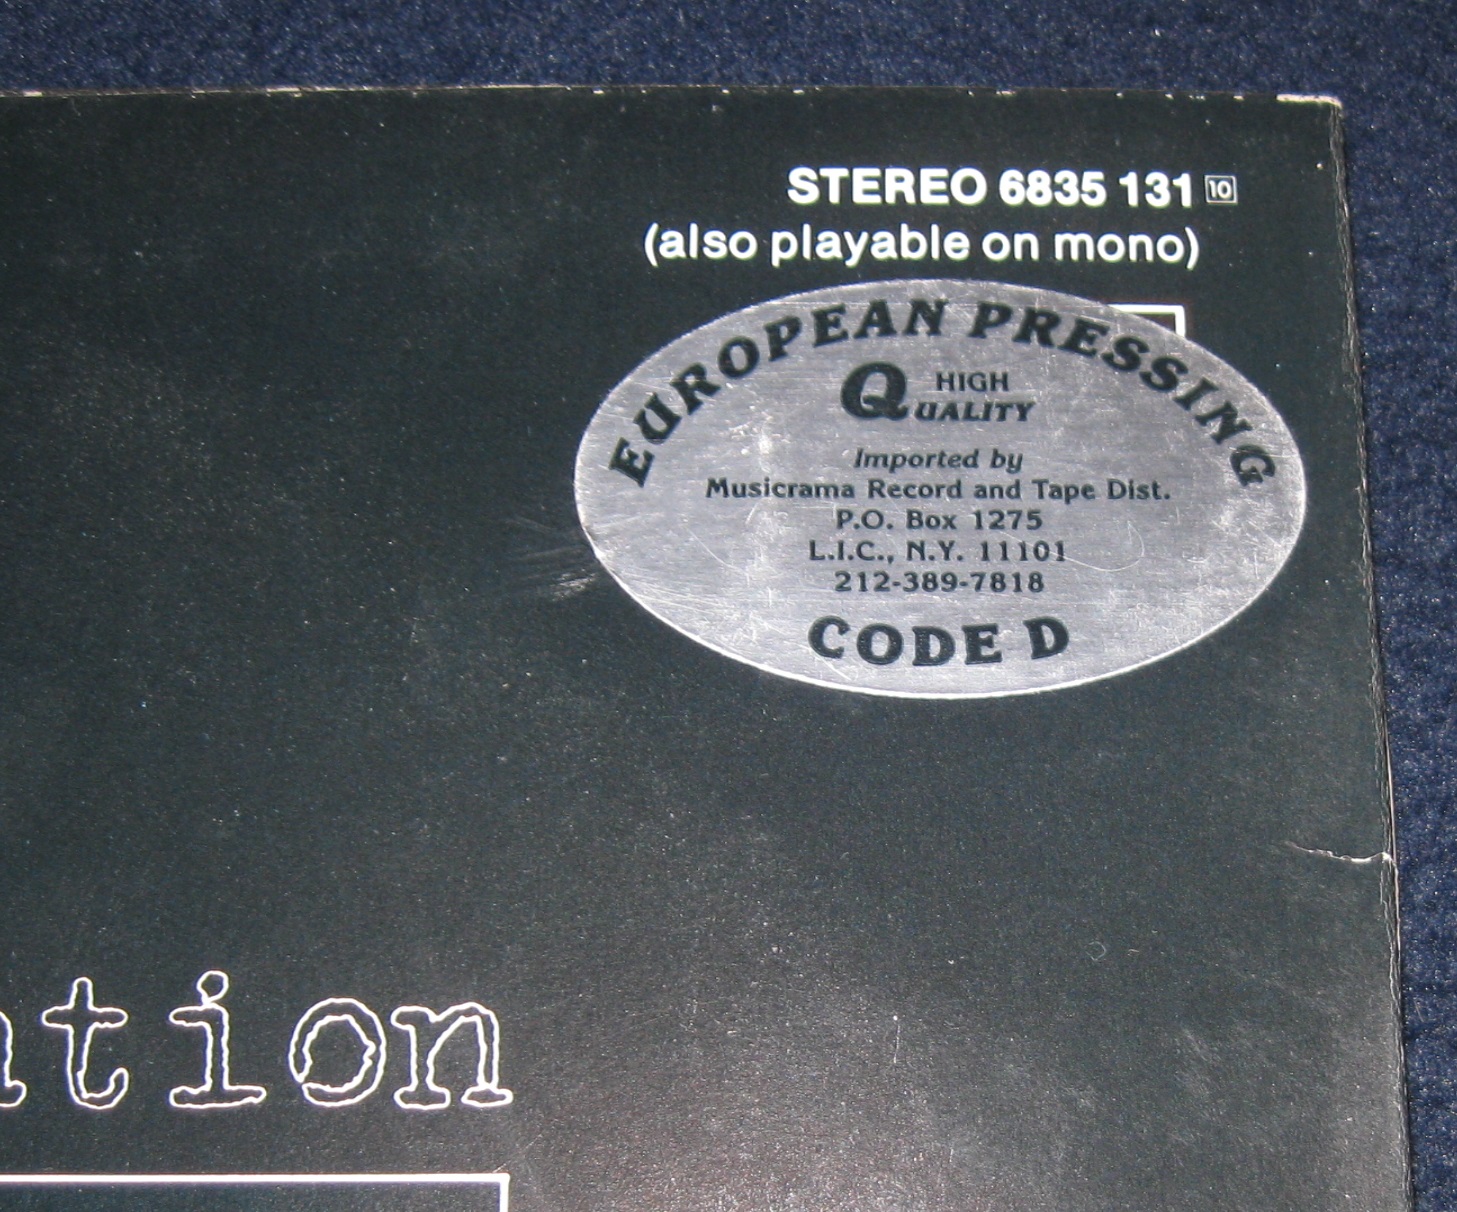 STEREO 6835 131 10
(also playable on mono)
EUROPEAN PRESSING
HIGH
QUALITY
Imported by
Musicrama Record and Tape Dist.
P.O. Box 1275
L.I.C., N.Y. 11101
212-389-7818
CODE D
ation